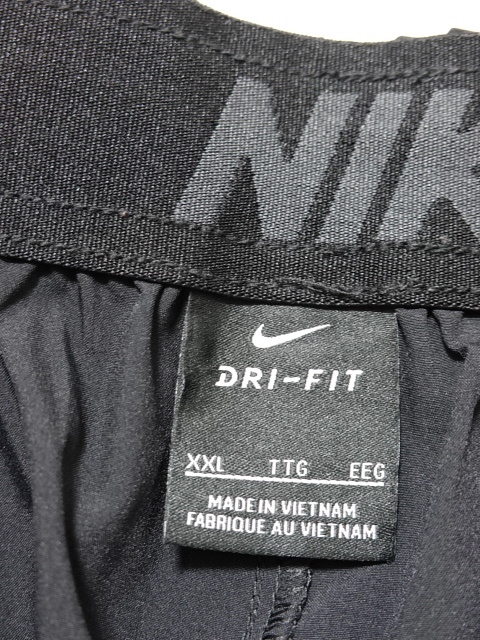 NIK
DRI-FIT
XXL TTG EEG
MADE IN VIETNAM
FABRIQUE AU VIETNAM